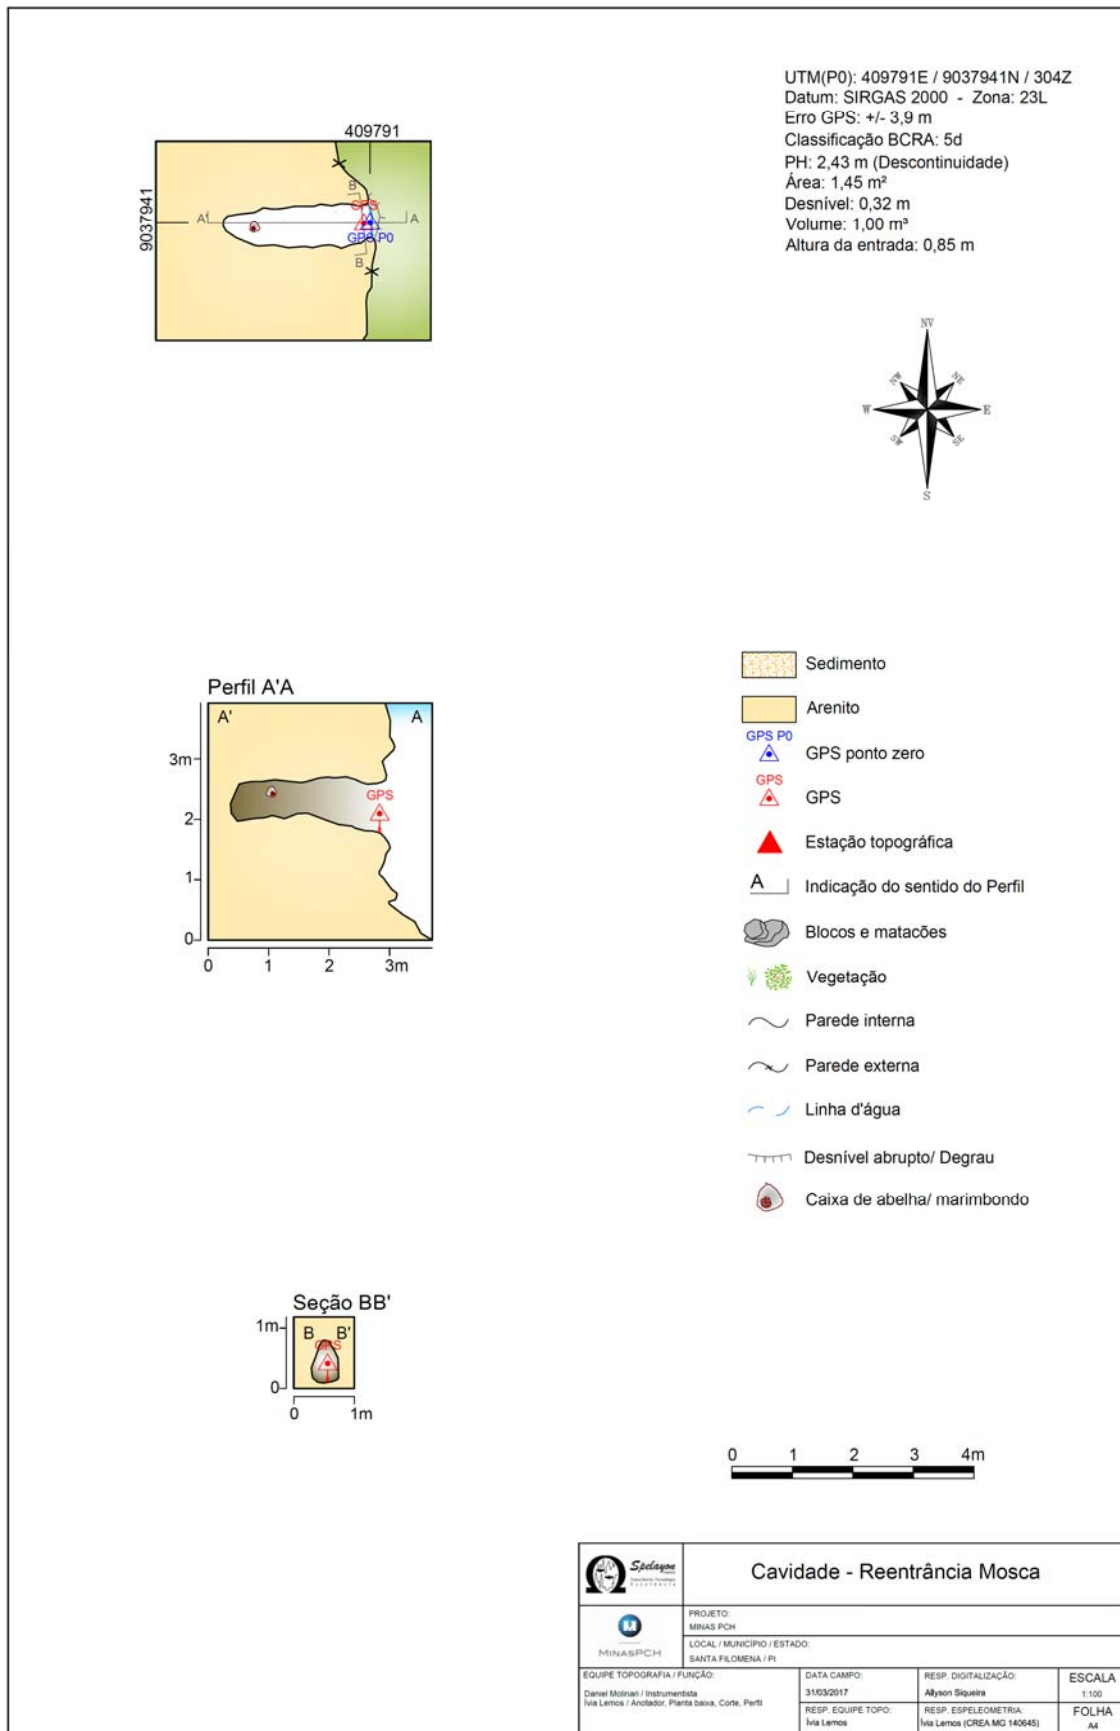 UTM(P0): 409791E / 9037941N / 304Z
Datum: SIRGAS 2000 - Zona: 23L
Erro GPS: +/- 3,9 m
Classificação BCRA: 5d
PH: 2,43 m (Descontinuidade)
Área: 1,45 m²
Desnível: 0,32 m
Volume: 1,00 m³
Altura da entrada: 0,85 m
409791
9037941
B
GPS
A' A
GPS P0
B
NV
NW NE
W E
SW SE
S
Perfil A'A
A' A
3m
GPS
2
1
0
0 1 2 3m
Sedimento
Arenito
GPS P0
GPS ponto zero
GPS
GPS
Estação topográfica
A Indicação do sentido do Perfil
Blocos e matacões
Vegetação
Parede interna
Parede externa
Linha d'água
Desnível abrupto/ Degrau
Caixa de abelha/ marimbondo
Seção BB'
1m
B B'
GPS
0
0 1m
0 1 2 3 4m
Spelayon
Cavidade - Reentrância Mosca
MINASPCH
PROJETO:
MINAS PCH
LOCAL / MUNICÍPIO / ESTADO:
SANTA FILOMENA / PI
EQUIPE TOPOGRAFIA / FUNÇÃO:
Daniel Molinari / Instrumentista
Ívia Lemos / Anotador, Planta baixa, Corte, Perfil
DATA CAMPO:
31/03/2017
RESP. DIGITALIZAÇÃO:
Allyson Siqueira
ESCALA
1:100
RESP. EQUIPE TOPO:
Ívia Lemos
RESP. ESPELEOMETRIA:
Ívia Lemos (CREA MG 140645)
FOLHA
A4